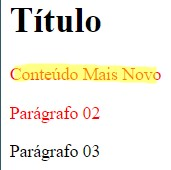 Título
Conteúdo Mais Novo
Parágrafo 02
Parágrafo 03